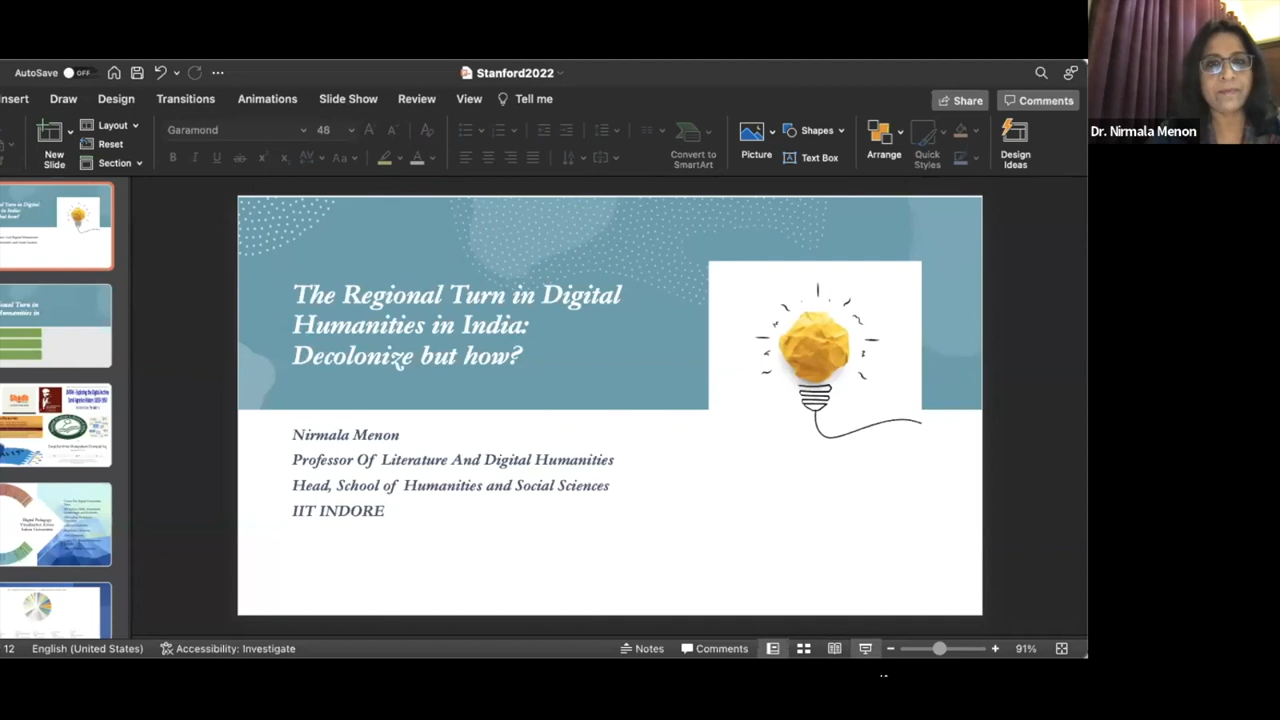 AutoSave OFF
Stanford2022
nsert Draw Design Transitions Animations Slide Show Review View Tell me
Share Comments
New Slide
Layout
Reset
Section
Garamond 48
Convert to SmartArt
Picture
Shapes
Text Box
Arrange
Quick Styles
Design Ideas
Dr. Nirmala Menon
The Regional Turn in Digital
Humanities in India:
Decolonize but how?
Nirmala Menon
Professor Of Literature And Digital Humanities
Head, School of Humanities and Social Sciences
IIT INDORE
12 English (United States) Accessibility: Investigate
Notes Comments 91%